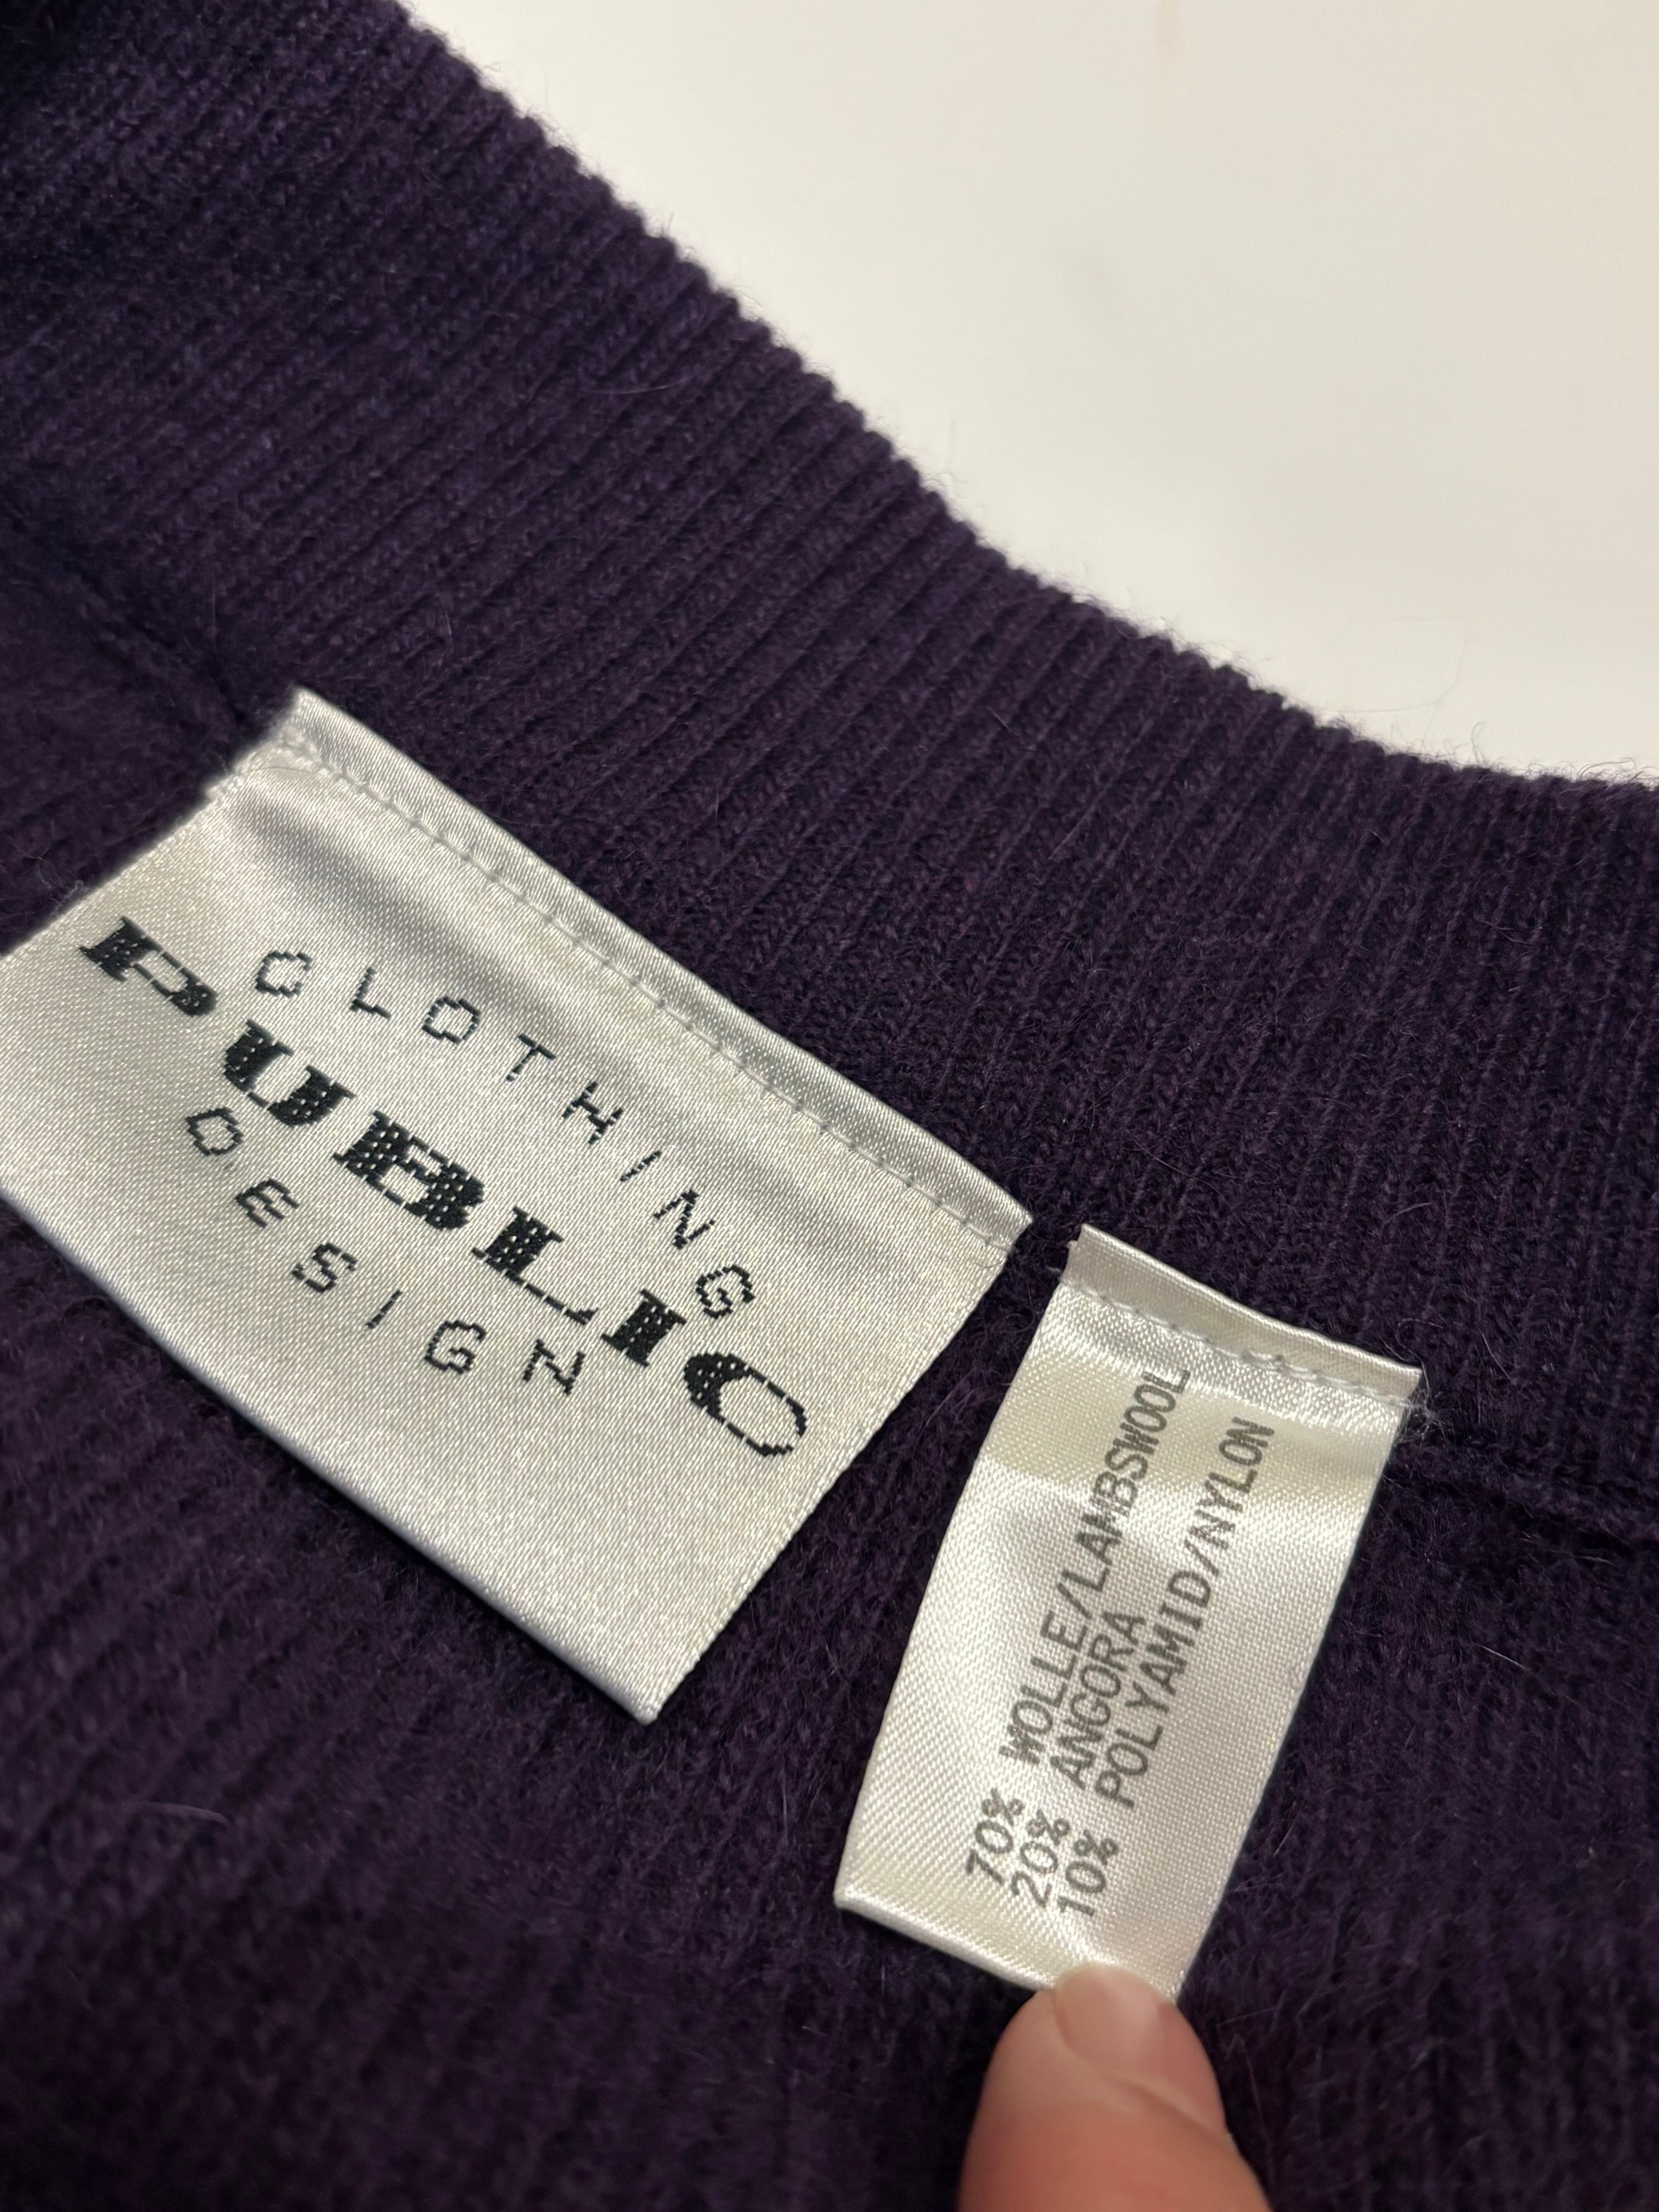 CLOTHING
PUBLIC
DESIGN
70% WOLLE/LAMBSWOOL
20% ANGORA
10% POLYAMID/NYLON